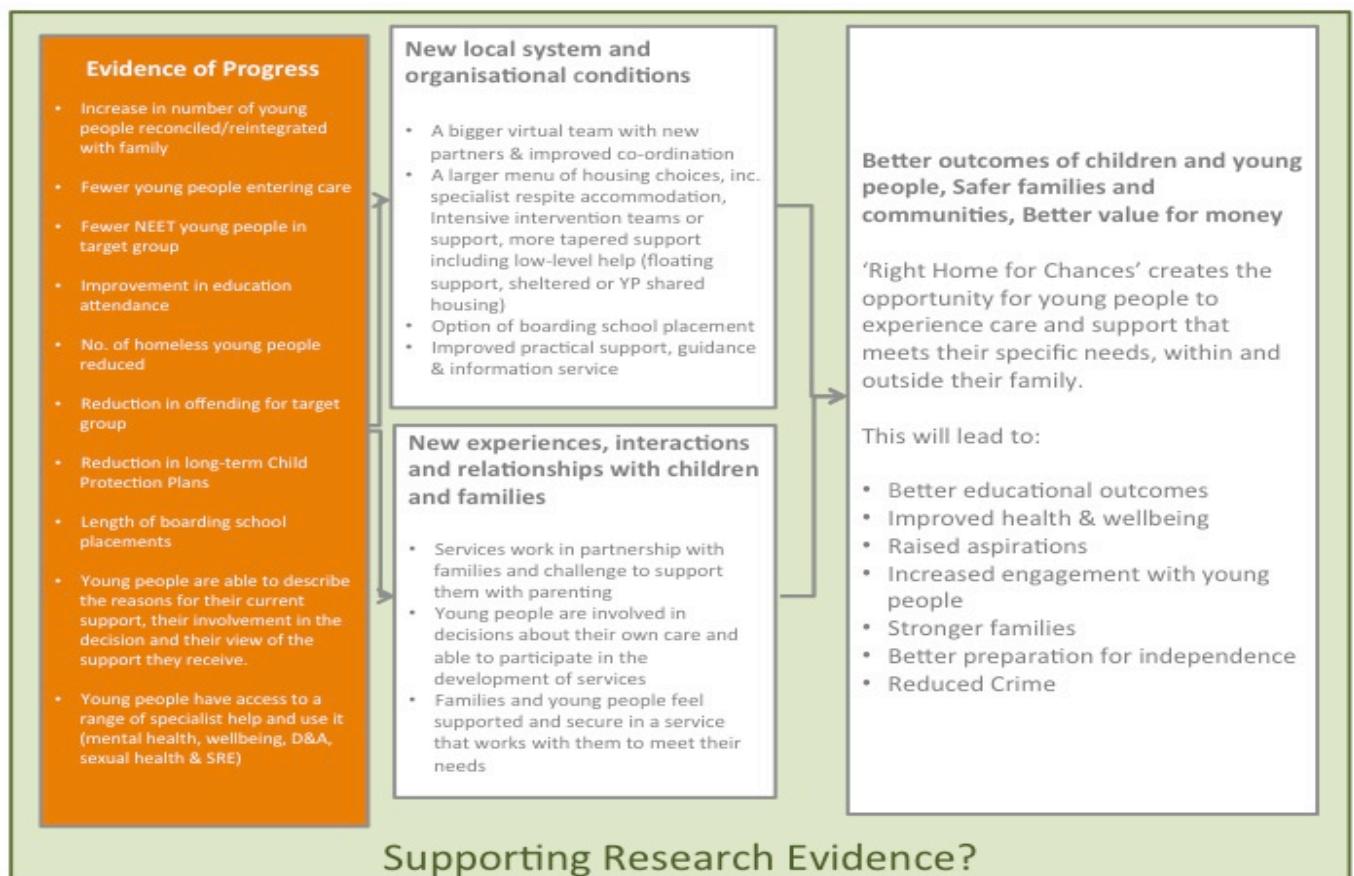 Evidence of Progress
• Increase in number of young
people reconciled/reintegrated
with family
• Fewer young people entering care
• Fewer NEET young people in
target group
• Improvement in education
attendance
• No. of homeless young people
reduced
• Reduction in offending for target
group
• Reduction in long-term Child
Protection Plans
• Length of boarding school
placements
• Young people are able to describe
the reasons for their current
support, their involvement in the
decision and their view of the
support they receive.
• Young people have access to a
range of specialist help and use it
(mental health, wellbeing, D&A,
sexual health & SRE)
New local system and
organisational conditions
• A bigger virtual team with new
partners & improved co-ordination
• A larger menu of housing choices, inc.
specialist respite accommodation,
Intensive intervention teams or
support, more tapered support
including low-level help (floating
support, sheltered or YP shared
housing)
• Option of boarding school placement
• Improved practical support, guidance
& information service
New experiences, interactions
and relationships with children
and families
• Services work in partnership with
families and challenge to support
them with parenting
• Young people are involved in
decisions about their own care and
able to participate in the
development of services
• Families and young people feel
supported and secure in a service
that works with them to meet their
needs
Better outcomes of children and young
people, Safer families and
communities, Better value for money
‘Right Home for Chances’ creates the
opportunity for young people to
experience care and support that
meets their specific needs, within and
outside their family.
This will lead to:
• Better educational outcomes
• Improved health & wellbeing
• Raised aspirations
• Increased engagement with young
people
• Stronger families
• Better preparation for independence
• Reduced Crime
Supporting Research Evidence?